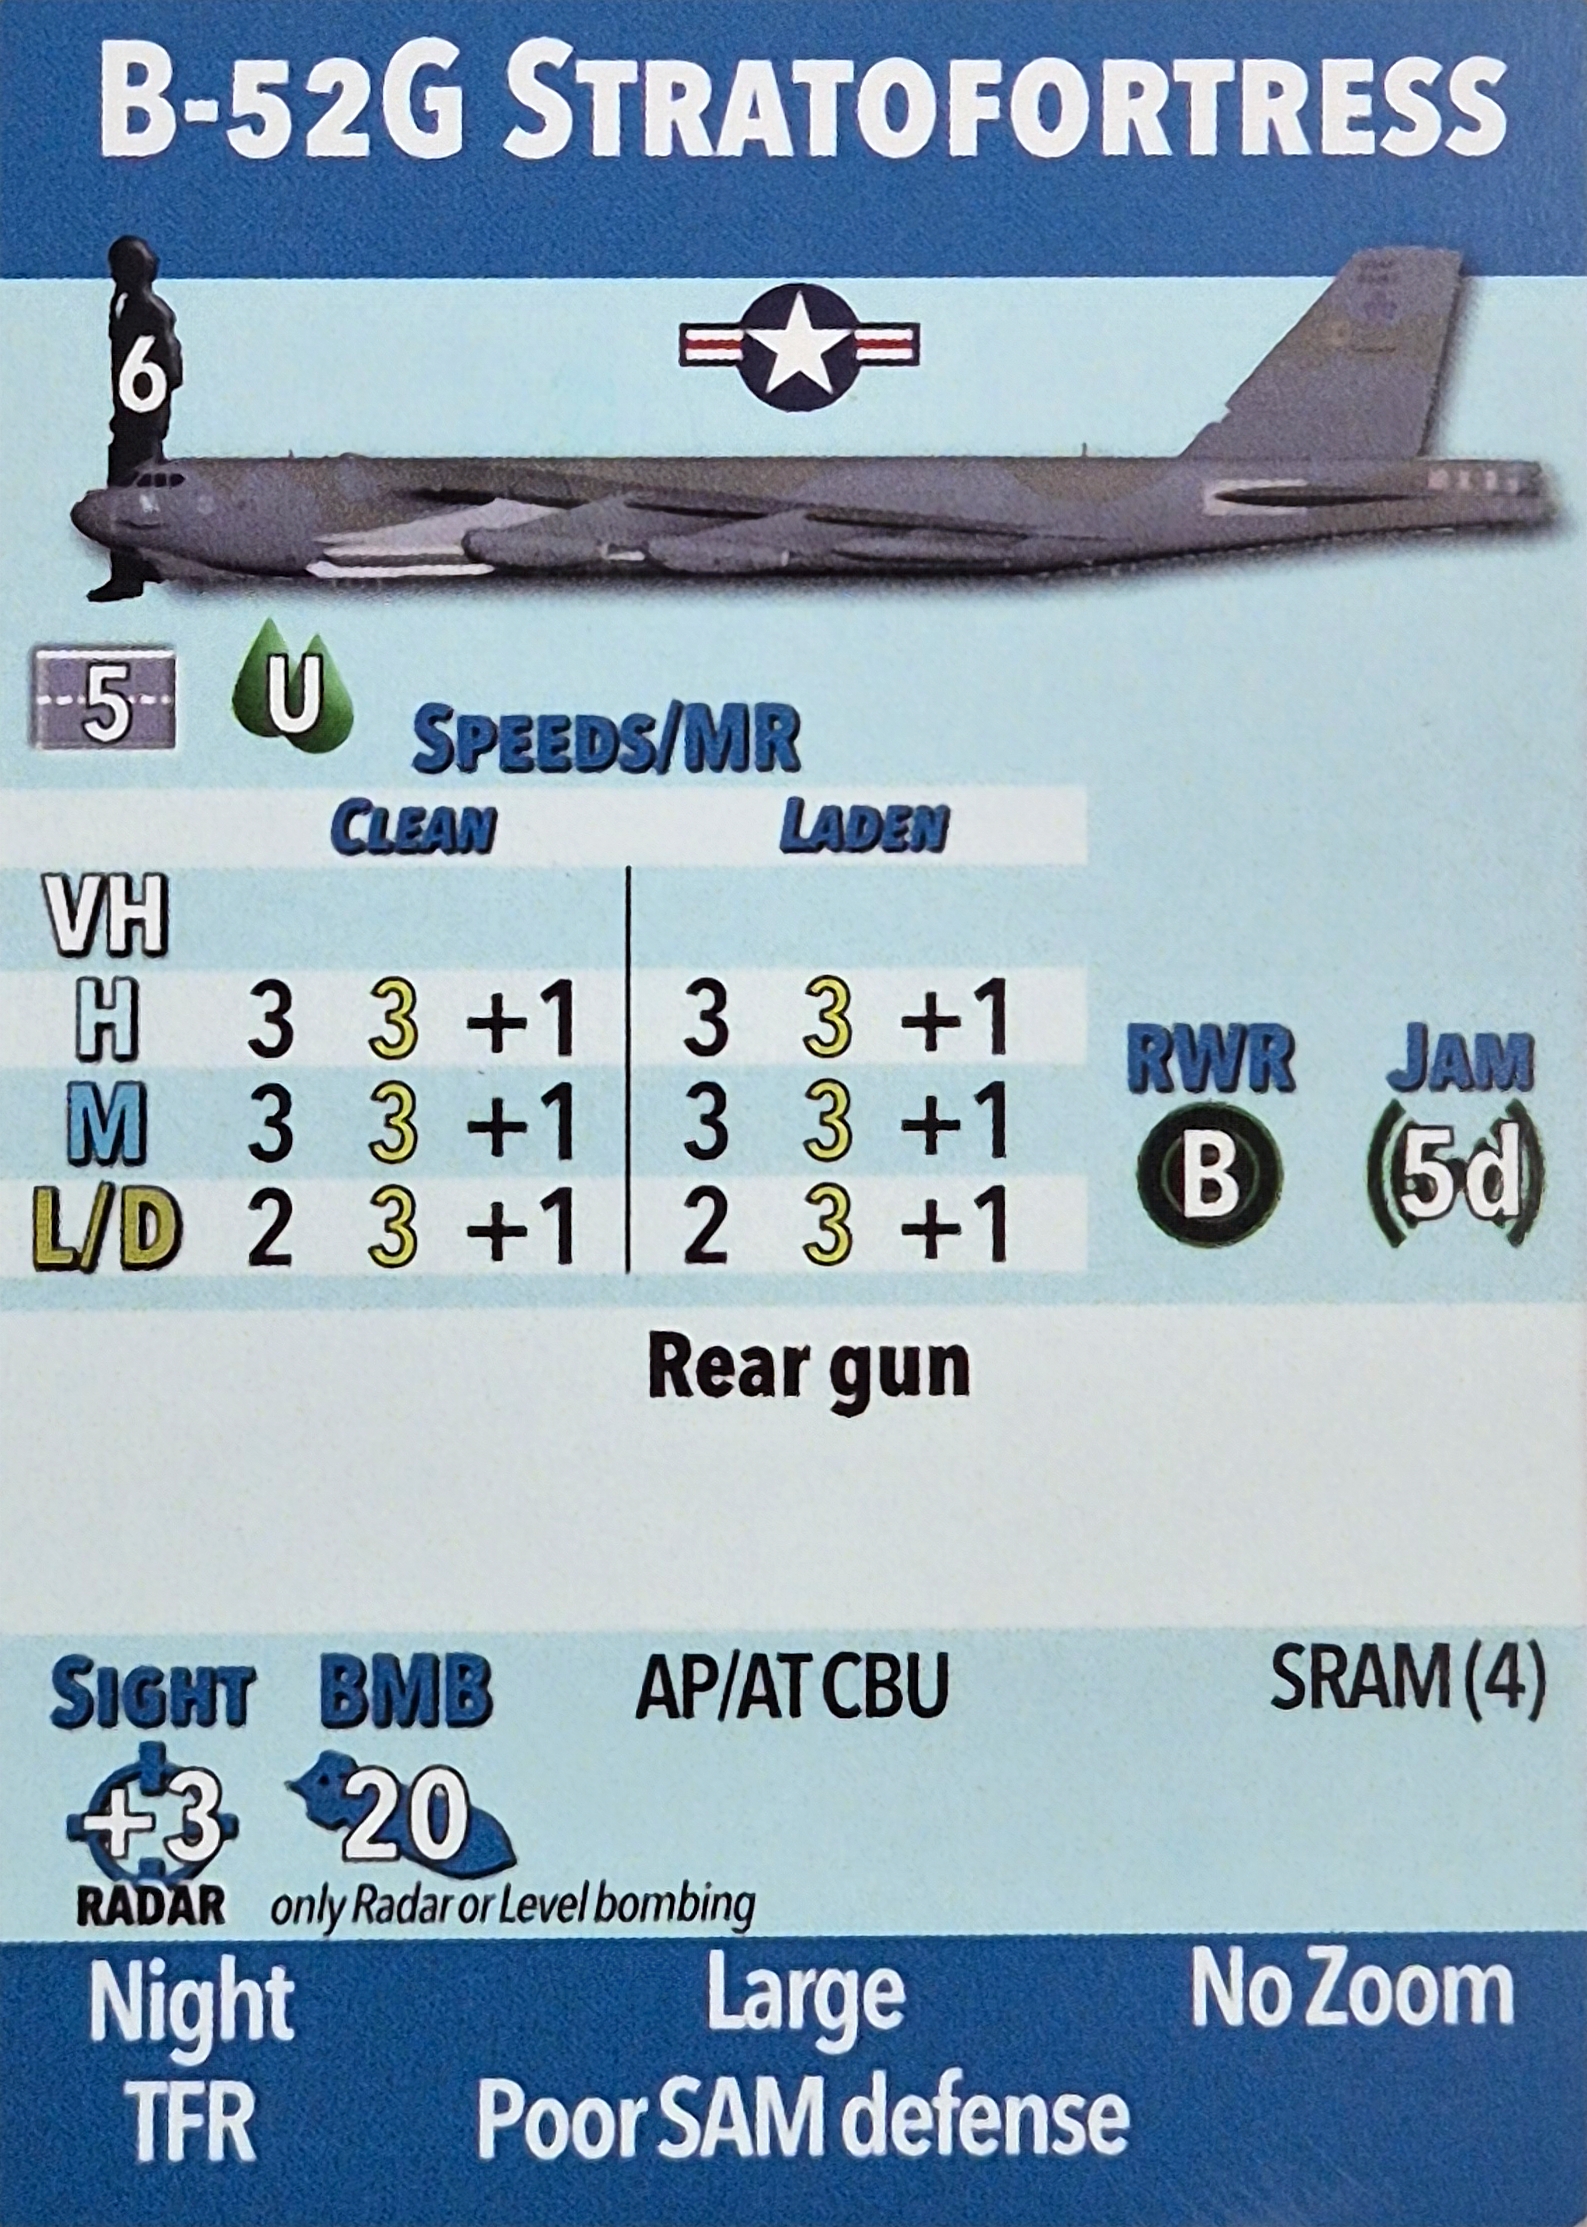 B-52G STRATOFORTRESS
6
5 U
SPEEDS/MR
CLEAN LADEN
VH
H 3 3 +1 3 3 +1
M 3 3 +1 3 3 +1
L/D 2 3 +1 2 3 +1
RWR JAM
B (5d)
Rear gun
SIGHT BMB AP/AT CBU SRAM (4)
+3 20
RADAR only Radar or Level bombing
Night Large No Zoom
TFR Poor SAM defense